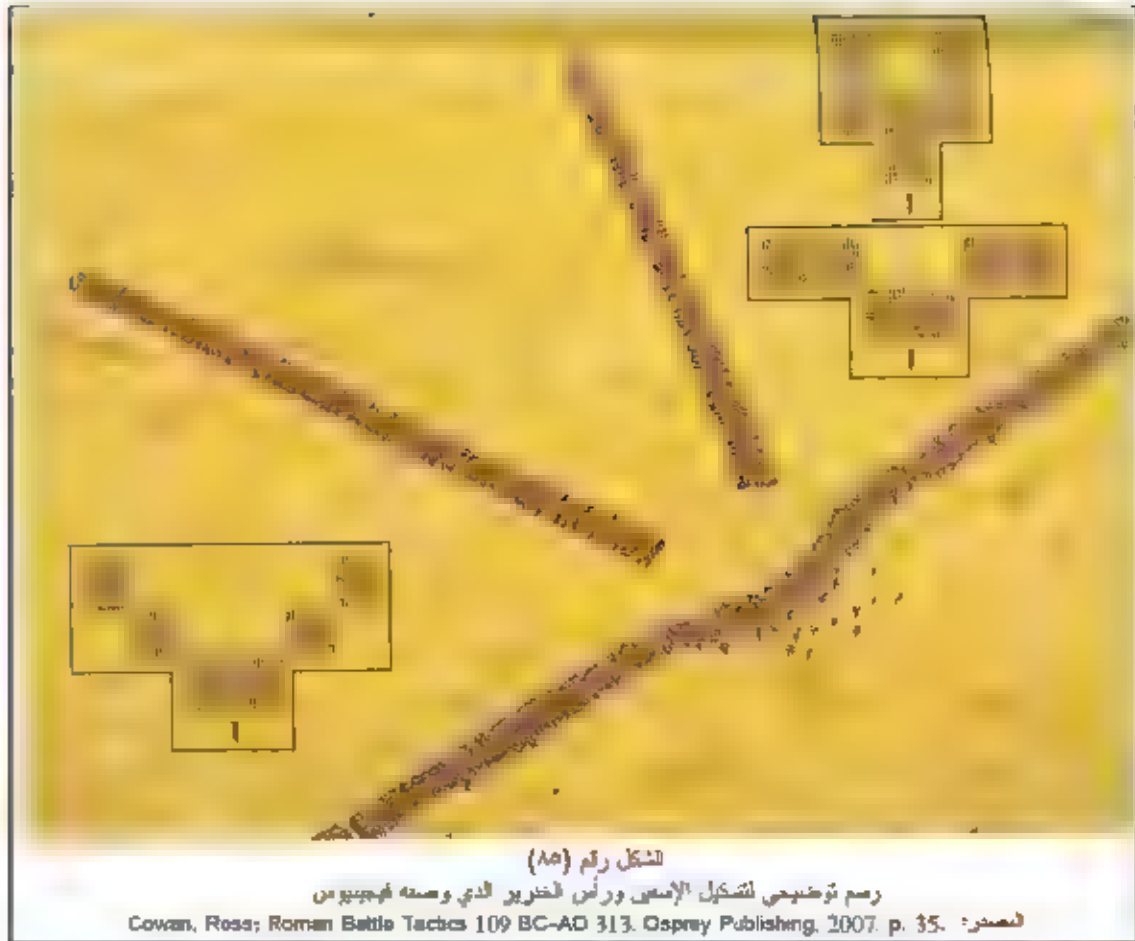 الشكل رقم (٨٥)
رسم توضيحي لتشكيل الإسفين ورأس الخنزير الذي وصفه فيجيتيوس
المصدر: Cowan, Ross; Roman Battle Tactics 109 BC-AD 313. Osprey Publishing, 2007. p. 35.